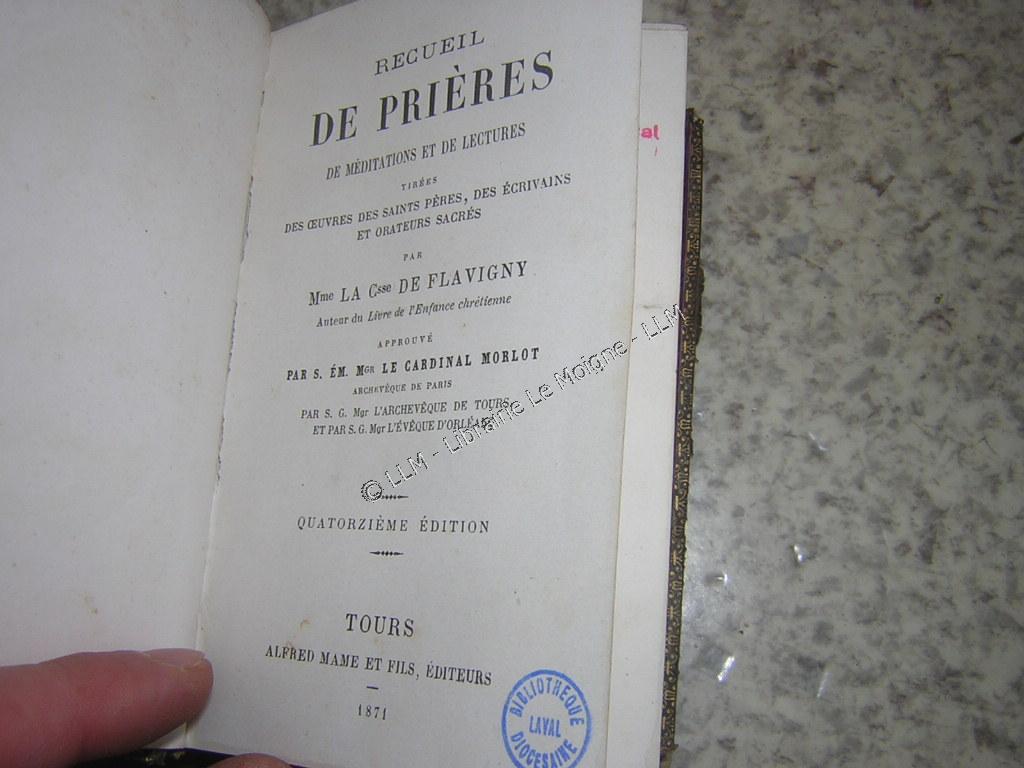 RECUEIL
DE PRIÈRES
DE MÉDITATIONS ET DE LECTURES
TIRÉES
DES ŒUVRES DES SAINTS PÈRES, DES ÉCRIVAINS
ET ORATEURS SACRÉS
PAR
Mme LA Csse DE FLAVIGNY
Auteur du Livre de l'Enfance chrétienne
APPROUVÉ
PAR S. ÉM. Mgr LE CARDINAL MORLOT
ARCHEVÊQUE DE PARIS
PAR S. G. Mgr L'ARCHEVÊQUE DE TOURS
ET PAR S. G. Mgr L'ÉVÊQUE D'ORLÉANS
QUATORZIÈME ÉDITION
TOURS
ALFRED MAME ET FILS, ÉDITEURS
1871
BIBLIOTHEQUE
LAVAL
DIOCESAINE
al
© LLM - Librairie Le Moigne - LLM